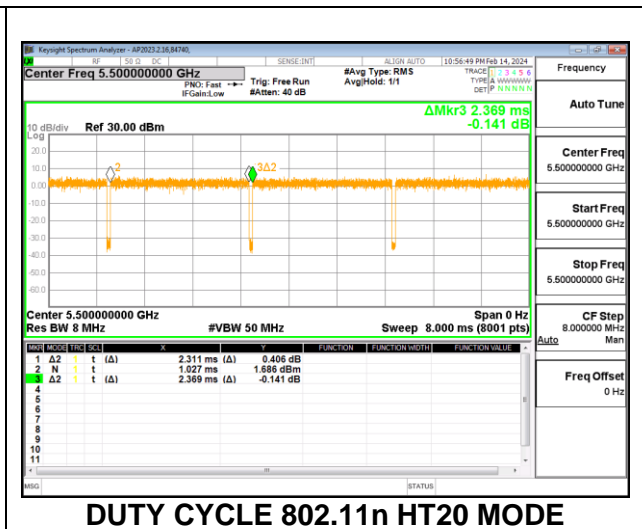 Keysight Spectrum Analyzer - AP2023.2.16,84740,
RF 50 Ω DC SENSE:INT ALIGN AUTO 10:56:49 PM Feb 14, 2024
Center Freq 5.500000000 GHz
PNO: Fast
IFGain:Low
Trig: Free Run
#Atten: 40 dB
#Avg Type: RMS
Avg|Hold: 1/1
TRACE 1 2 3 4 5 6
TYPE A WWWWW
DET P N N N N N
Frequency
Auto Tune
ΔMkr3 2.369 ms
-0.141 dB
10 dB/div Ref 30.00 dBm
Log
20.0
10.0
0.00
-10.0
-20.0
-30.0
-40.0
-50.0
-60.0
2
3Δ2
Center Freq
5.500000000 GHz
Start Freq
5.500000000 GHz
Stop Freq
5.500000000 GHz
Center 5.500000000 GHz Span 0 Hz
Res BW 8 MHz #VBW 50 MHz Sweep 8.000 ms (8001 pts)
CF Step
8.000000 MHz
Auto Man
Freq Offset
0 Hz
MKR MODE TRC SCL X Y FUNCTION FUNCTION WIDTH FUNCTION VALUE
1 Δ2 1 t (Δ) 2.311 ms (Δ) 0.406 dB
2 N 1 t 1.027 ms 1.686 dBm
3 Δ2 1 t (Δ) 2.369 ms (Δ) -0.141 dB
4
5
6
7
8
9
10
11
MSG STATUS
DUTY CYCLE 802.11n HT20 MODE